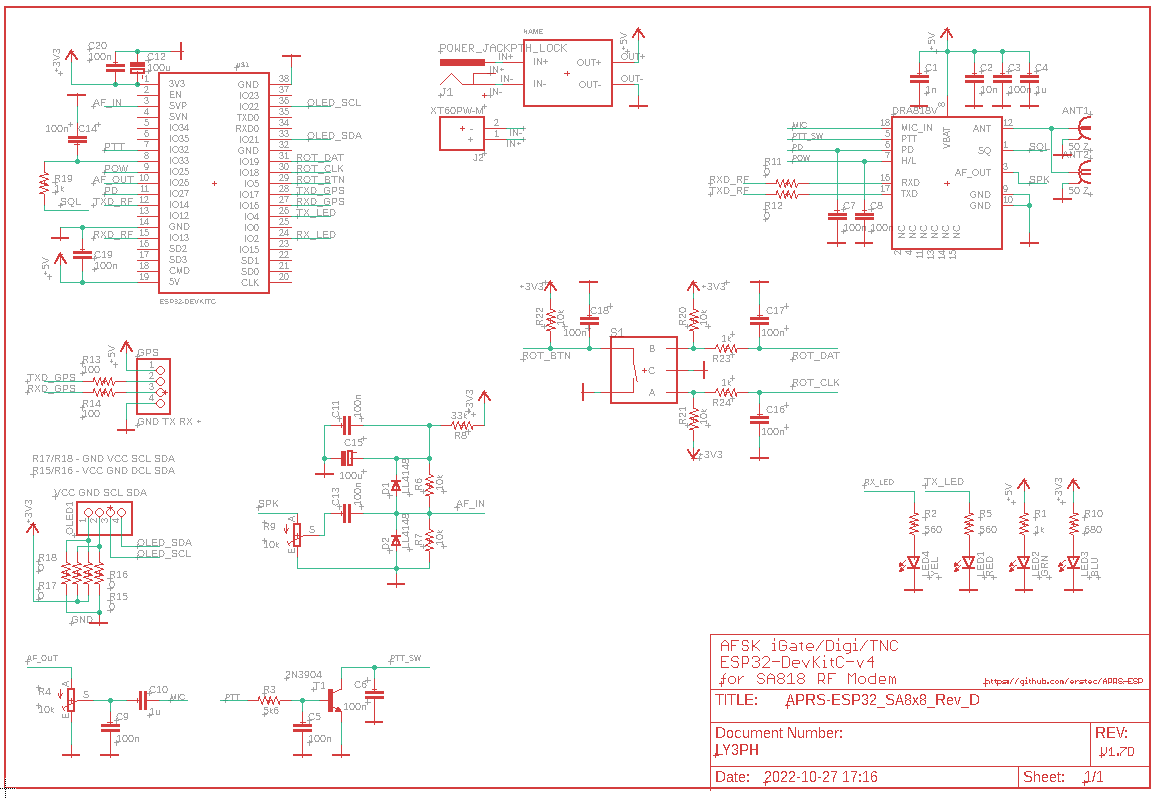 C20
100n
C12
100u
+3V3
U$1
1 3V3 GND 38
2 EN IO23 37
AF_IN 3 SVP IO22 36 OLED_SCL
4 SVN TXD0 35
5 IO34 RXD0 34
6 IO35 IO21 33 OLED_SDA
PTT 7 IO32 GND 32
8 IO33 IO19 31 ROT_DAT
POW 9 IO25 IO18 30 ROT_CLK
AF_OUT 10 IO26 IO5 29 ROT_BTN
PD 11 IO27 IO17 28 TXD_GPS
TXD_RF 12 IO14 IO16 27 RXD_GPS
13 IO12 IO4 26 TX_LED
14 GND IO0 25
RXD_RF 15 IO13 IO2 24 RX_LED
16 SD2 IO15 23
17 SD3 SD1 22
18 CMD SD0 21
19 5V CLK 20
ESP32-DEVKITC
100n
C14
R19
1k
SQL
C19
100n
+5V
NAME
POWER_JACKPTH_LOCK
IN+ IN+ OUT+ OUT+
IN+
IN- IN- OUT- OUT-
IN-
J1
+5V
XT60PW-M
2
1
IN-
IN+
+ -
J2
+5V
C1
1n
C2
10n
C3
100n
C4
1u
DRA818V
8
VBAT
MIC 18 MIC_IN ANT 12
PTT_SW 5 PTT
PD 6 PD SQ 1 SQL
POW 7 H/L
AF_OUT 3 SPK
R11
0
RXD_RF 16 RXD
TXD_RF 17 TXD
GND 9
GND 10
R12
0
C7
100n
C8
100n
NC NC NC NC NC NC
2 4 11 13 14 15
ANT1
50 Z
ANT2
50 Z
+3V3
R22
10k
C18
100n
ROT_BTN
S1
B
C
A
+3V3
R20
10k
1k
R23
C17
100n
ROT_DAT
1k
R24
ROT_CLK
R21
10k
C16
100n
+3V3
+5V
GPS
R13
100
TXD_GPS
RXD_GPS
R14
100
1
2
3
4
GND TX RX +
R17/R18 - GND VCC SCL SDA
R15/R16 - VCC GND DCL SDA
VCC GND SCL SDA
+3V3
OLED1
1 2 3 4
OLED_SDA
OLED_SCL
R18
0
R17
R16
0
R15
0
GND
C11
100n
C15
100u
C13
100n
33k
R8
+3V3
D1
LL4148
R6
10k
AF_IN
D2
LL4148
R7
10k
SPK
R9
10k
A
S
E
RX_LED
TX_LED
+5V
+3V3
R2
560
R5
560
R1
1k
R10
680
LED4
YEL
LED1
RED
LED2
GRN
LED3
BLU
AF_OUT
R4
10k
A
S
E
C10
1u
MIC
C9
100n
PTT
R3
5k6
2N3904
T1
C5
100n
PTT_SW
C6
100n
AFSK iGate/Digi/TNC
ESP32-DevKitC-v4
for SA818 RF Modem
https://github.com/erstec/APRS-ESP
TITLE: APRS-ESP32_SA8x8_Rev_D
Document Number:
LY3PH
REV:
V1.7D
Date: 2022-10-27 17:16
Sheet: 1/1